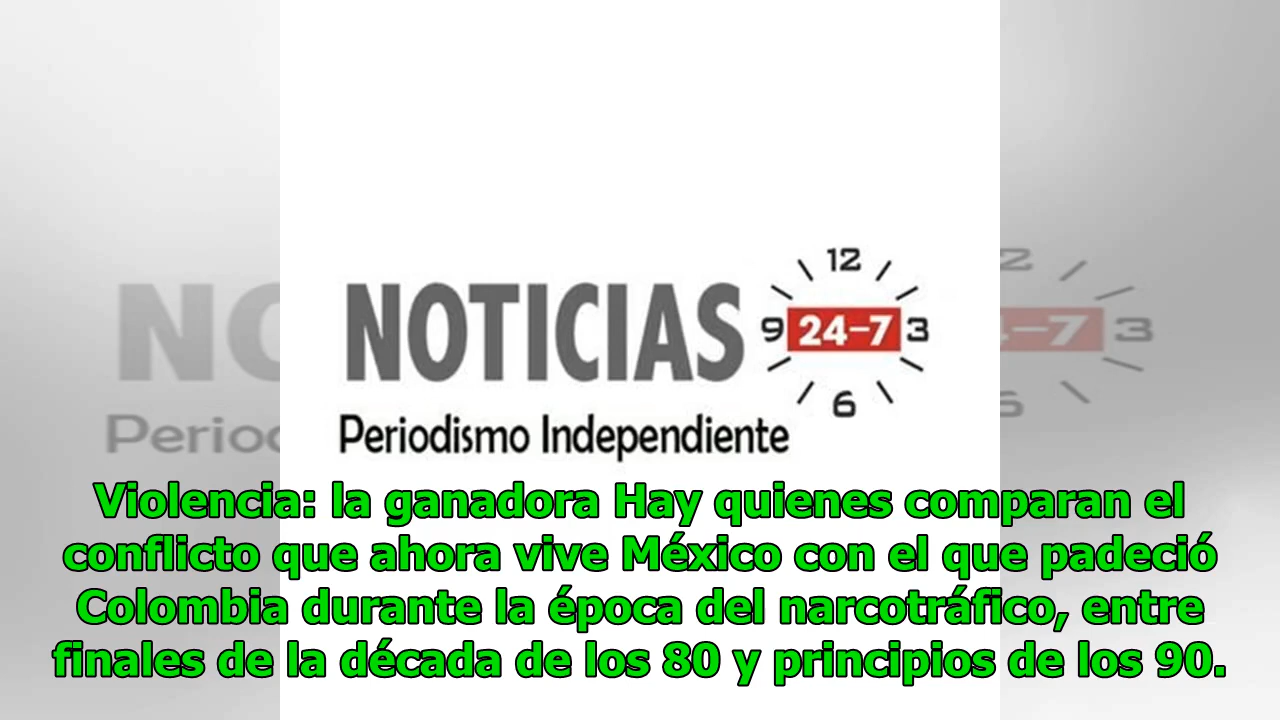 12
NOTICIAS 9 24-7 3
6
Periodismo Independiente
Violencia: la ganadora Hay quienes comparan el
conflicto que ahora vive México con el que padeció
Colombia durante la época del narcotráfico, entre
finales de la década de los 80 y principios de los 90.